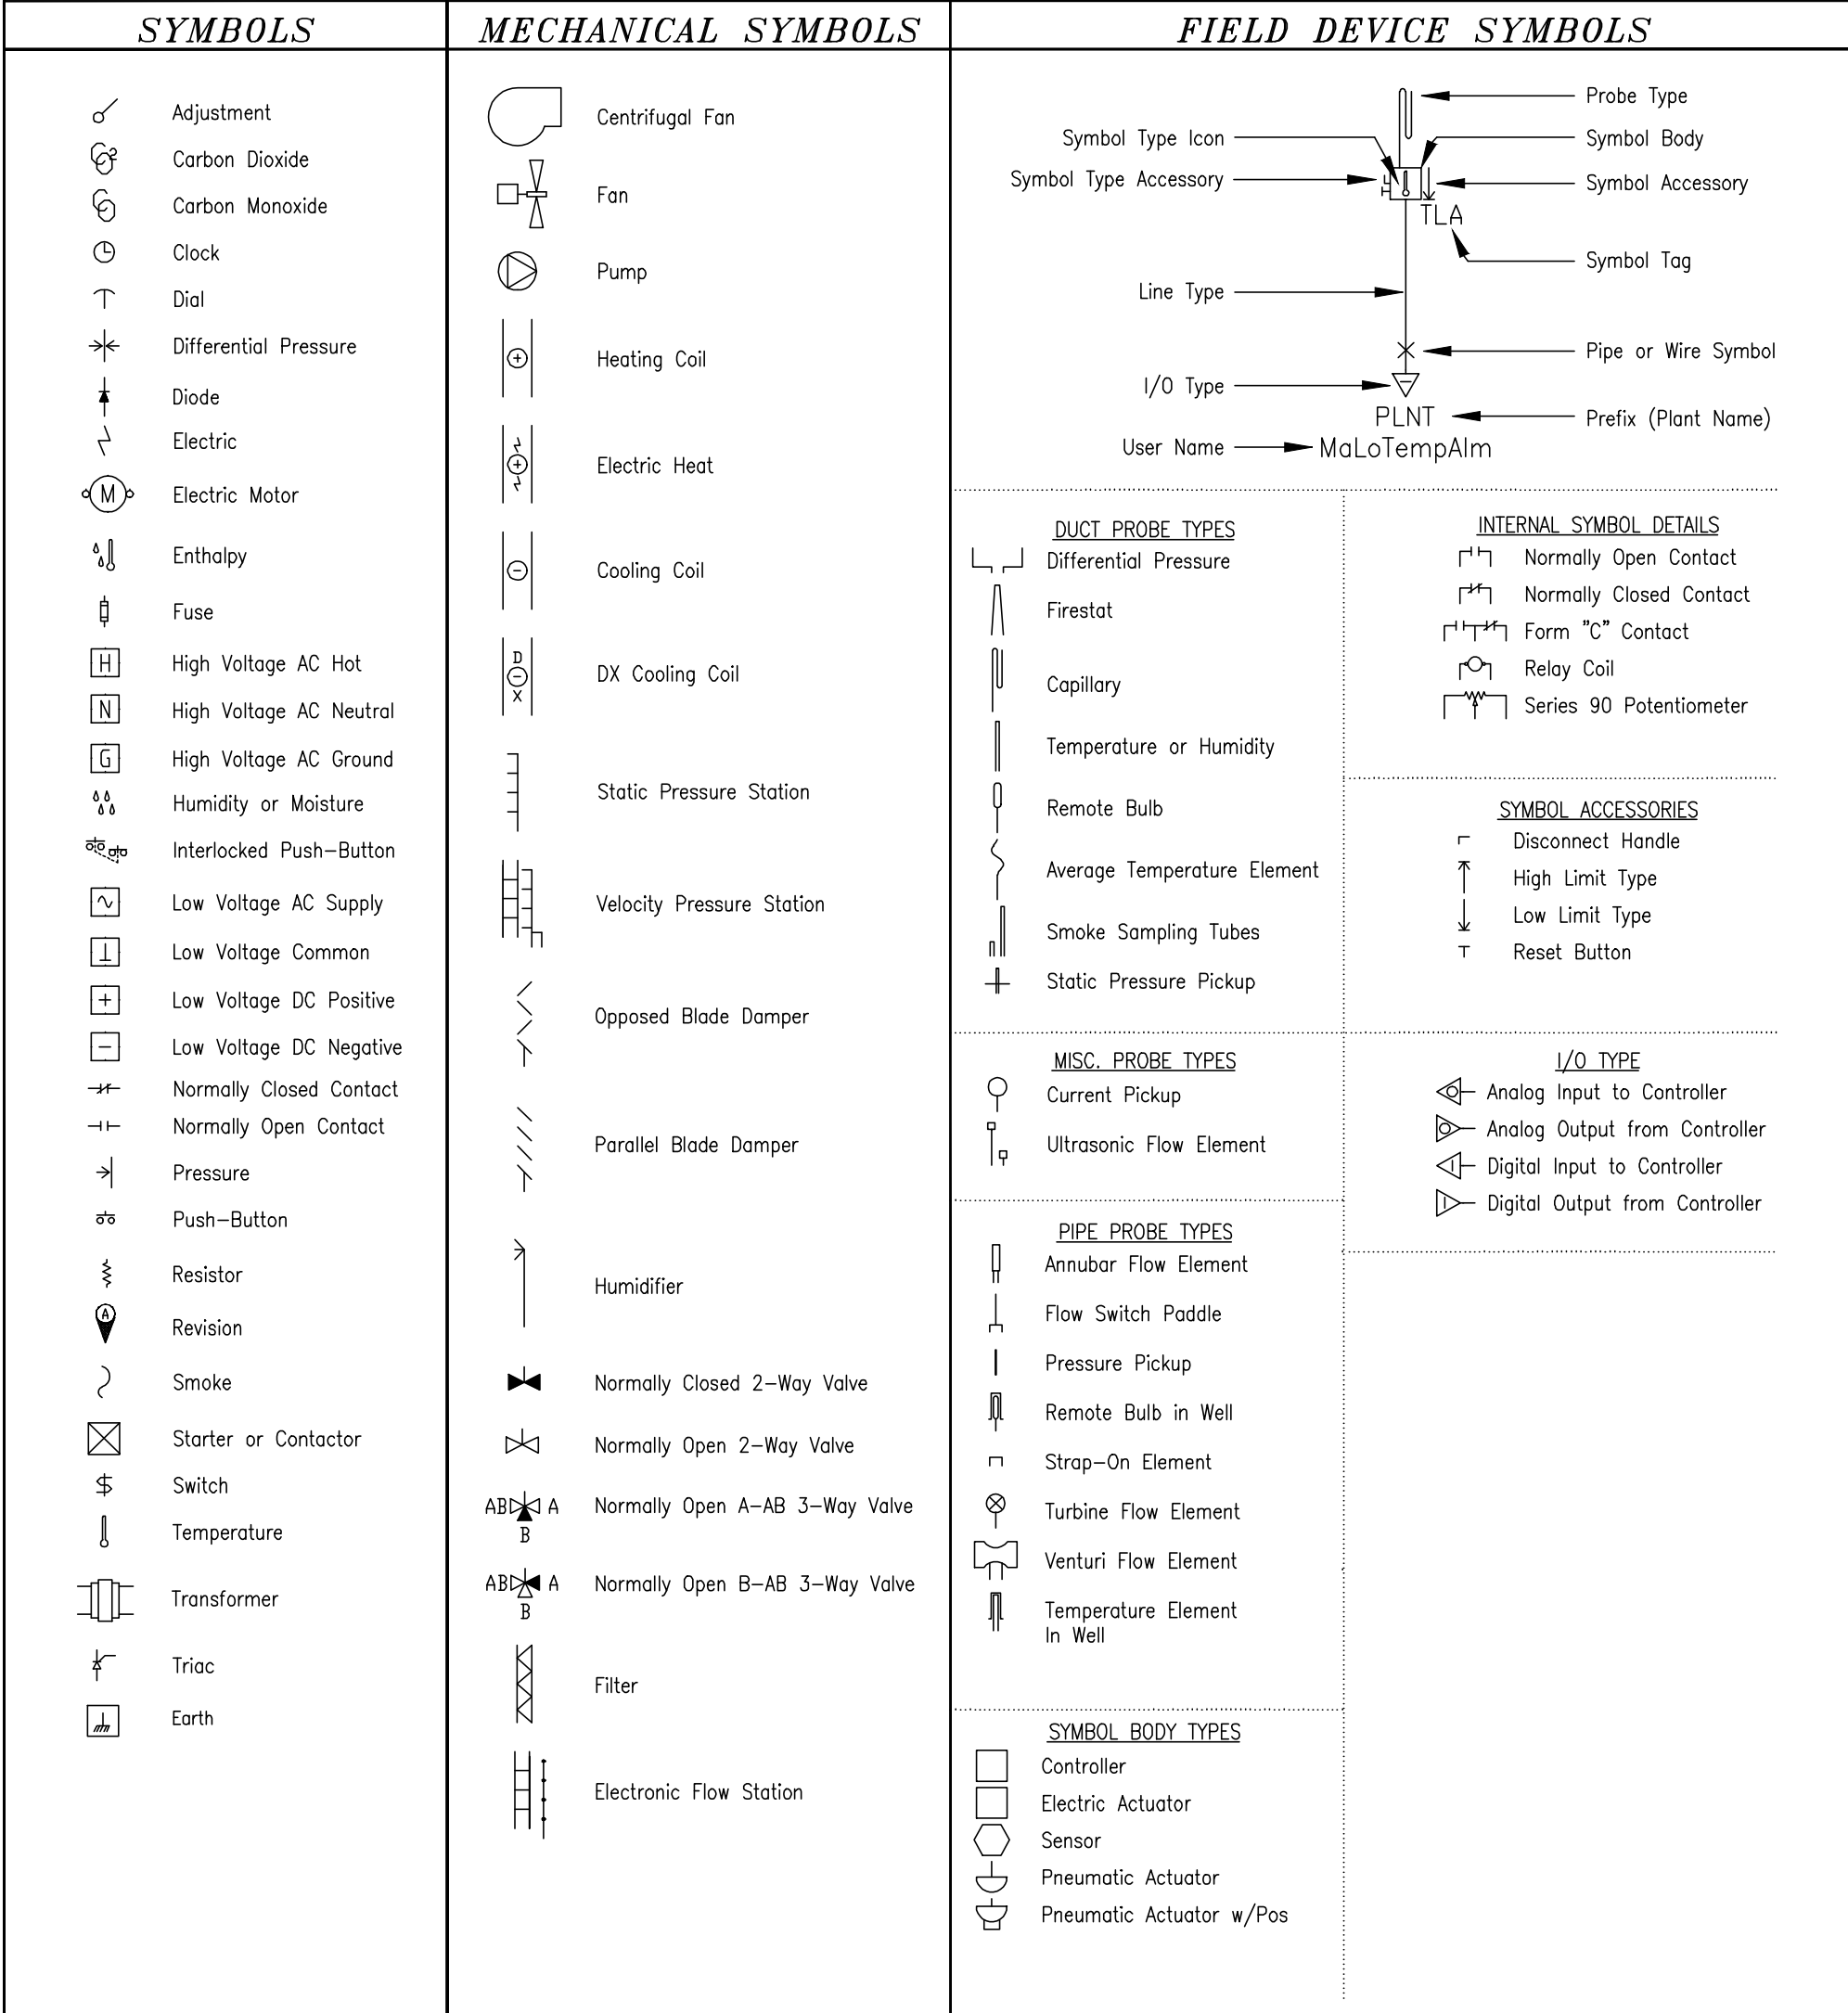 SYMBOLS
Adjustment
Carbon Dioxide
Carbon Monoxide
Clock
Dial
Differential Pressure
Diode
Electric
M Electric Motor
Enthalpy
Fuse
H High Voltage AC Hot
N High Voltage AC Neutral
G High Voltage AC Ground
Humidity or Moisture
Interlocked Push-Button
Low Voltage AC Supply
Low Voltage Common
+ Low Voltage DC Positive
- Low Voltage DC Negative
Normally Closed Contact
Normally Open Contact
Pressure
Push-Button
Resistor
A Revision
Smoke
Starter or Contactor
Switch
Temperature
Transformer
Triac
Earth
MECHANICAL SYMBOLS
Centrifugal Fan
Fan
Pump
+ Heating Coil
+ Electric Heat
- Cooling Coil
D
- DX Cooling Coil
X
Static Pressure Station
Velocity Pressure Station
Opposed Blade Damper
Parallel Blade Damper
Humidifier
Normally Closed 2-Way Valve
Normally Open 2-Way Valve
AB A Normally Open A-AB 3-Way Valve
B
AB A Normally Open B-AB 3-Way Valve
B
Filter
Electronic Flow Station
FIELD DEVICE SYMBOLS
Probe Type
Symbol Type Icon
Symbol Body
Symbol Type Accessory
Symbol Accessory
TLA
Symbol Tag
Line Type
Pipe or Wire Symbol
I/O Type
PLNT
Prefix (Plant Name)
User Name
MaLoTempAlm
DUCT PROBE TYPES
Differential Pressure
Firestat
Capillary
Temperature or Humidity
Remote Bulb
Average Temperature Element
Smoke Sampling Tubes
Static Pressure Pickup
MISC. PROBE TYPES
Current Pickup
Ultrasonic Flow Element
PIPE PROBE TYPES
Annubar Flow Element
Flow Switch Paddle
Pressure Pickup
Remote Bulb in Well
Strap-On Element
Turbine Flow Element
Venturi Flow Element
Temperature Element
In Well
SYMBOL BODY TYPES
Controller
Electric Actuator
Sensor
Pneumatic Actuator
Pneumatic Actuator w/Pos
INTERNAL SYMBOL DETAILS
Normally Open Contact
Normally Closed Contact
Form "C" Contact
Relay Coil
Series 90 Potentiometer
SYMBOL ACCESSORIES
Disconnect Handle
High Limit Type
Low Limit Type
Reset Button
I/O TYPE
Analog Input to Controller
Analog Output from Controller
Digital Input to Controller
Digital Output from Controller